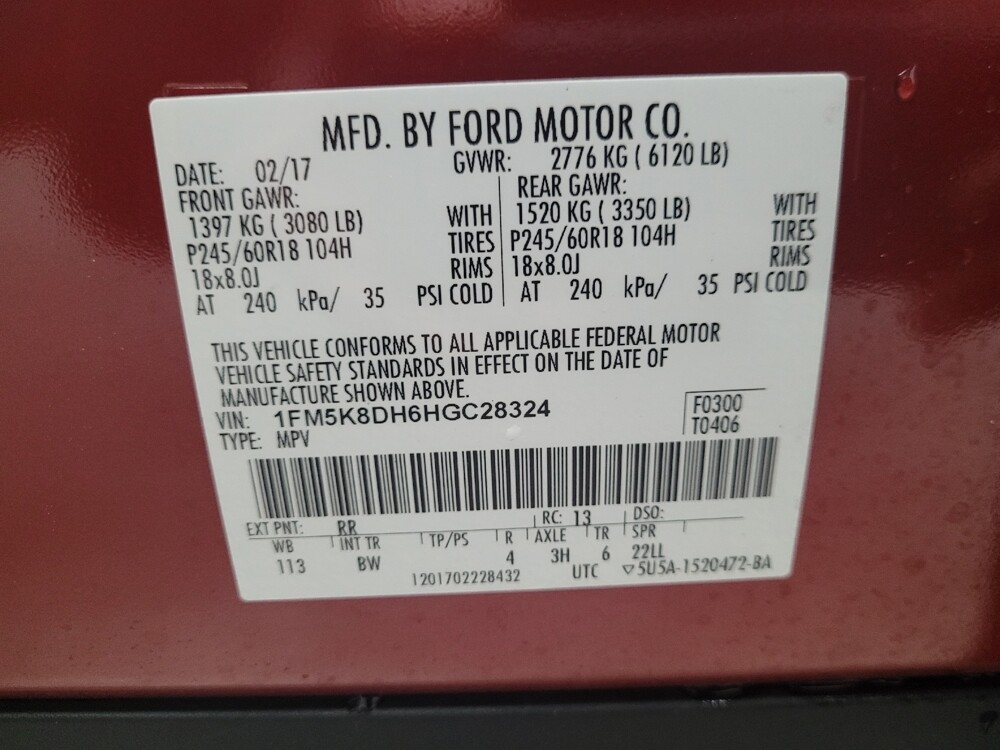 MFD. BY FORD MOTOR CO.
DATE: 02/17 GVWR: 2776 KG ( 6120 LB)
FRONT GAWR: REAR GAWR:
1397 KG ( 3080 LB) WITH 1520 KG ( 3350 LB) WITH
P245/60R18 104H TIRES P245/60R18 104H TIRES
18x8.0J RIMS 18x8.0J RIMS
AT 240 kPa/ 35 PSI COLD AT 240 kPa/ 35 PSI COLD
THIS VEHICLE CONFORMS TO ALL APPLICABLE FEDERAL MOTOR
VEHICLE SAFETY STANDARDS IN EFFECT ON THE DATE OF
MANUFACTURE SHOWN ABOVE.
VIN: 1FM5K8DH6HGC28324 F0300
TYPE: MPV T0406
EXT PNT: RR RC: 13 DSO:
WB INT TR TP/PS R AXLE TR SPR
113 BW 4 3H 6 22LL
1201702228432 UTC ▽5U5A-1520472-BA